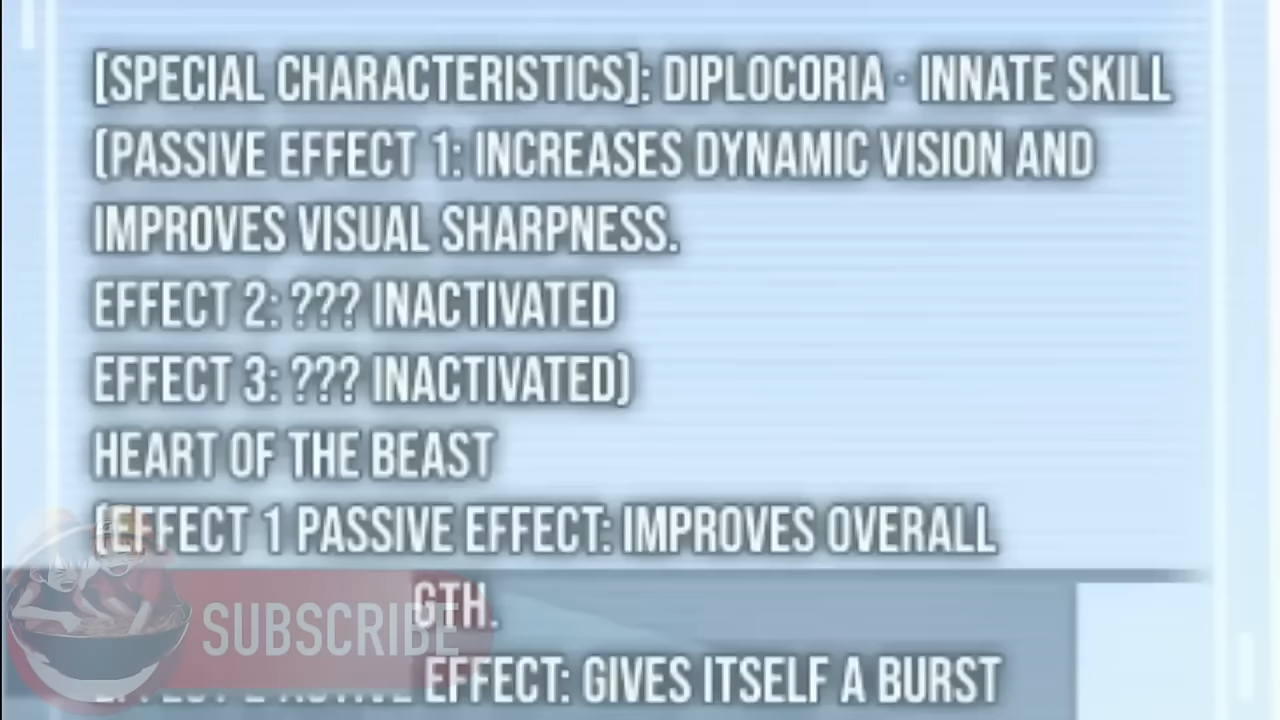 [SPECIAL CHARACTERISTICS]: DIPLOCORIA · INNATE SKILL
(PASSIVE EFFECT 1: INCREASES DYNAMIC VISION AND
IMPROVES VISUAL SHARPNESS.
EFFECT 2: ??? INACTIVATED
EFFECT 3: ??? INACTIVATED)
HEART OF THE BEAST
(EFFECT 1 PASSIVE EFFECT: IMPROVES OVERALL
GTH.
SUBSCRIBE
EFFECT: GIVES ITSELF A BURST